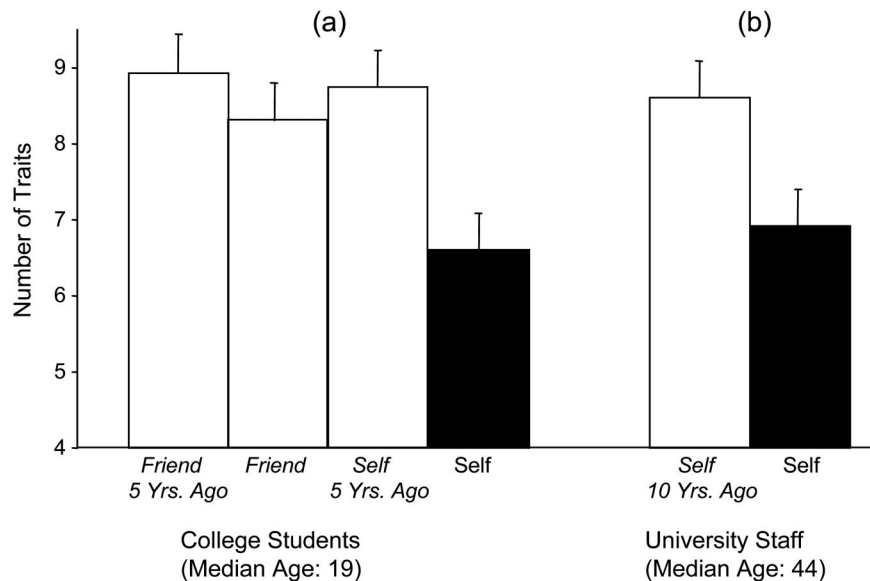 (a)
(b)
Number of Traits
9
8
7
6
5
4
Friend
5 Yrs. Ago
Friend
Self
5 Yrs. Ago
Self
Self
10 Yrs. Ago
Self
College Students
(Median Age: 19)
University Staff
(Median Age: 44)